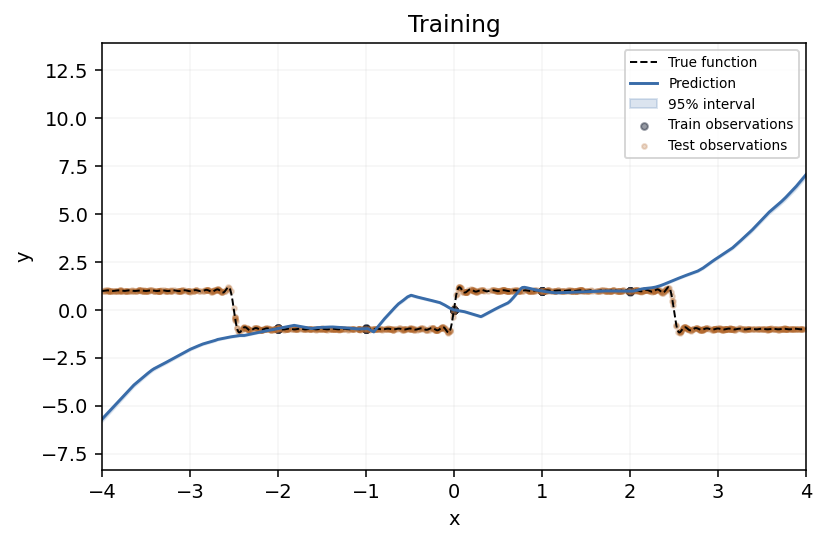 Training
True function
Prediction
95% interval
Train observations
Test observations
y
12.5
10.0
7.5
5.0
2.5
0.0
−2.5
−5.0
−7.5
−4
−3
−2
−1
0
1
2
3
4
x